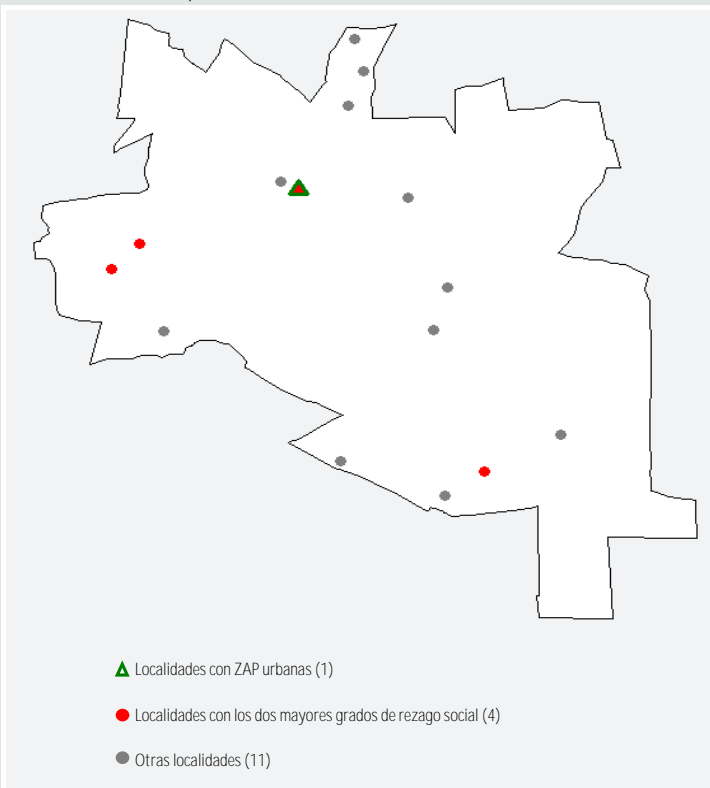 Localidades con ZAP urbanas (1)
Localidades con los dos mayores grados de rezago social (4)
Otras localidades (11)